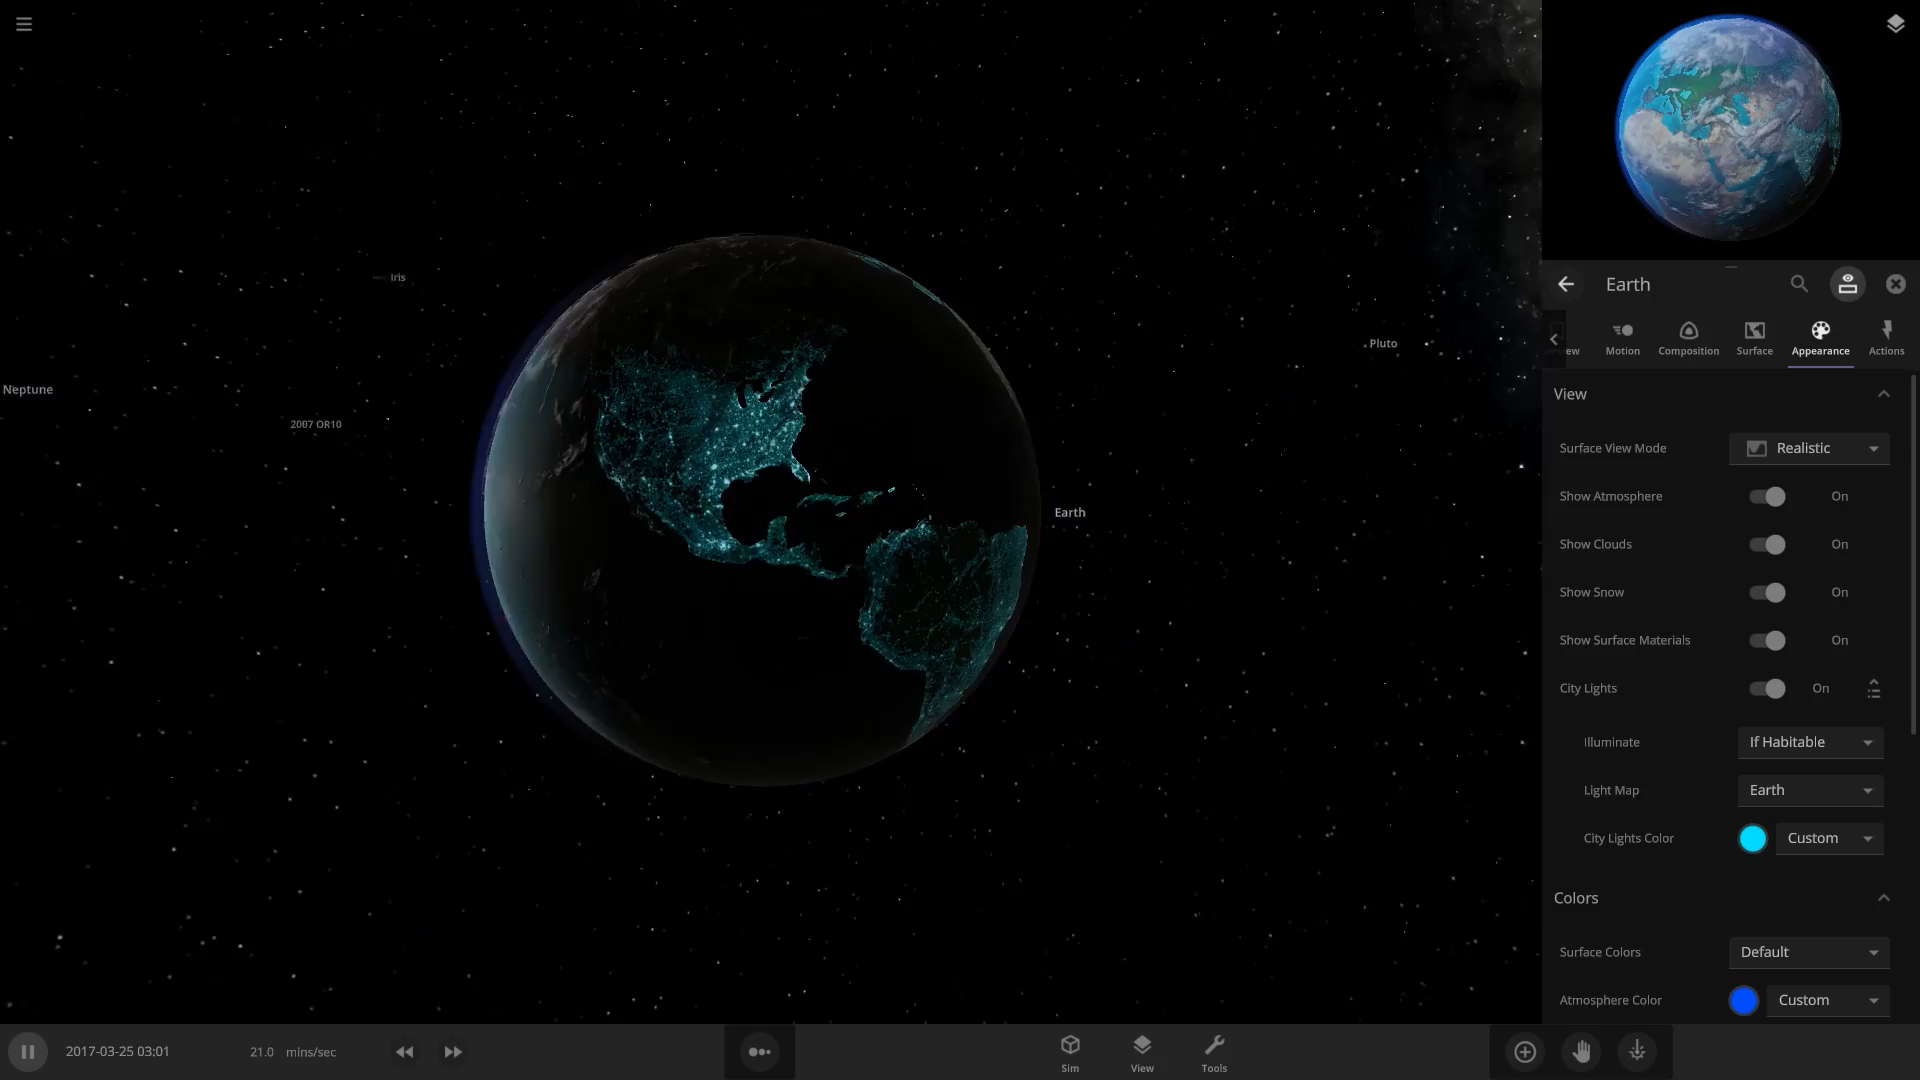 Iris
Pluto
Neptune
2007 OR10
Earth
Earth
ew
Motion
Composition
Surface
Appearance
Actions
View
Surface View Mode
Realistic
Show Atmosphere
On
Show Clouds
On
Show Snow
On
Show Surface Materials
On
City Lights
On
Illuminate
If Habitable
Light Map
Earth
City Lights Color
Custom
Colors
Surface Colors
Default
Atmosphere Color
Custom
2017-03-25 03:01
21.0 mins/sec
Sim
View
Tools